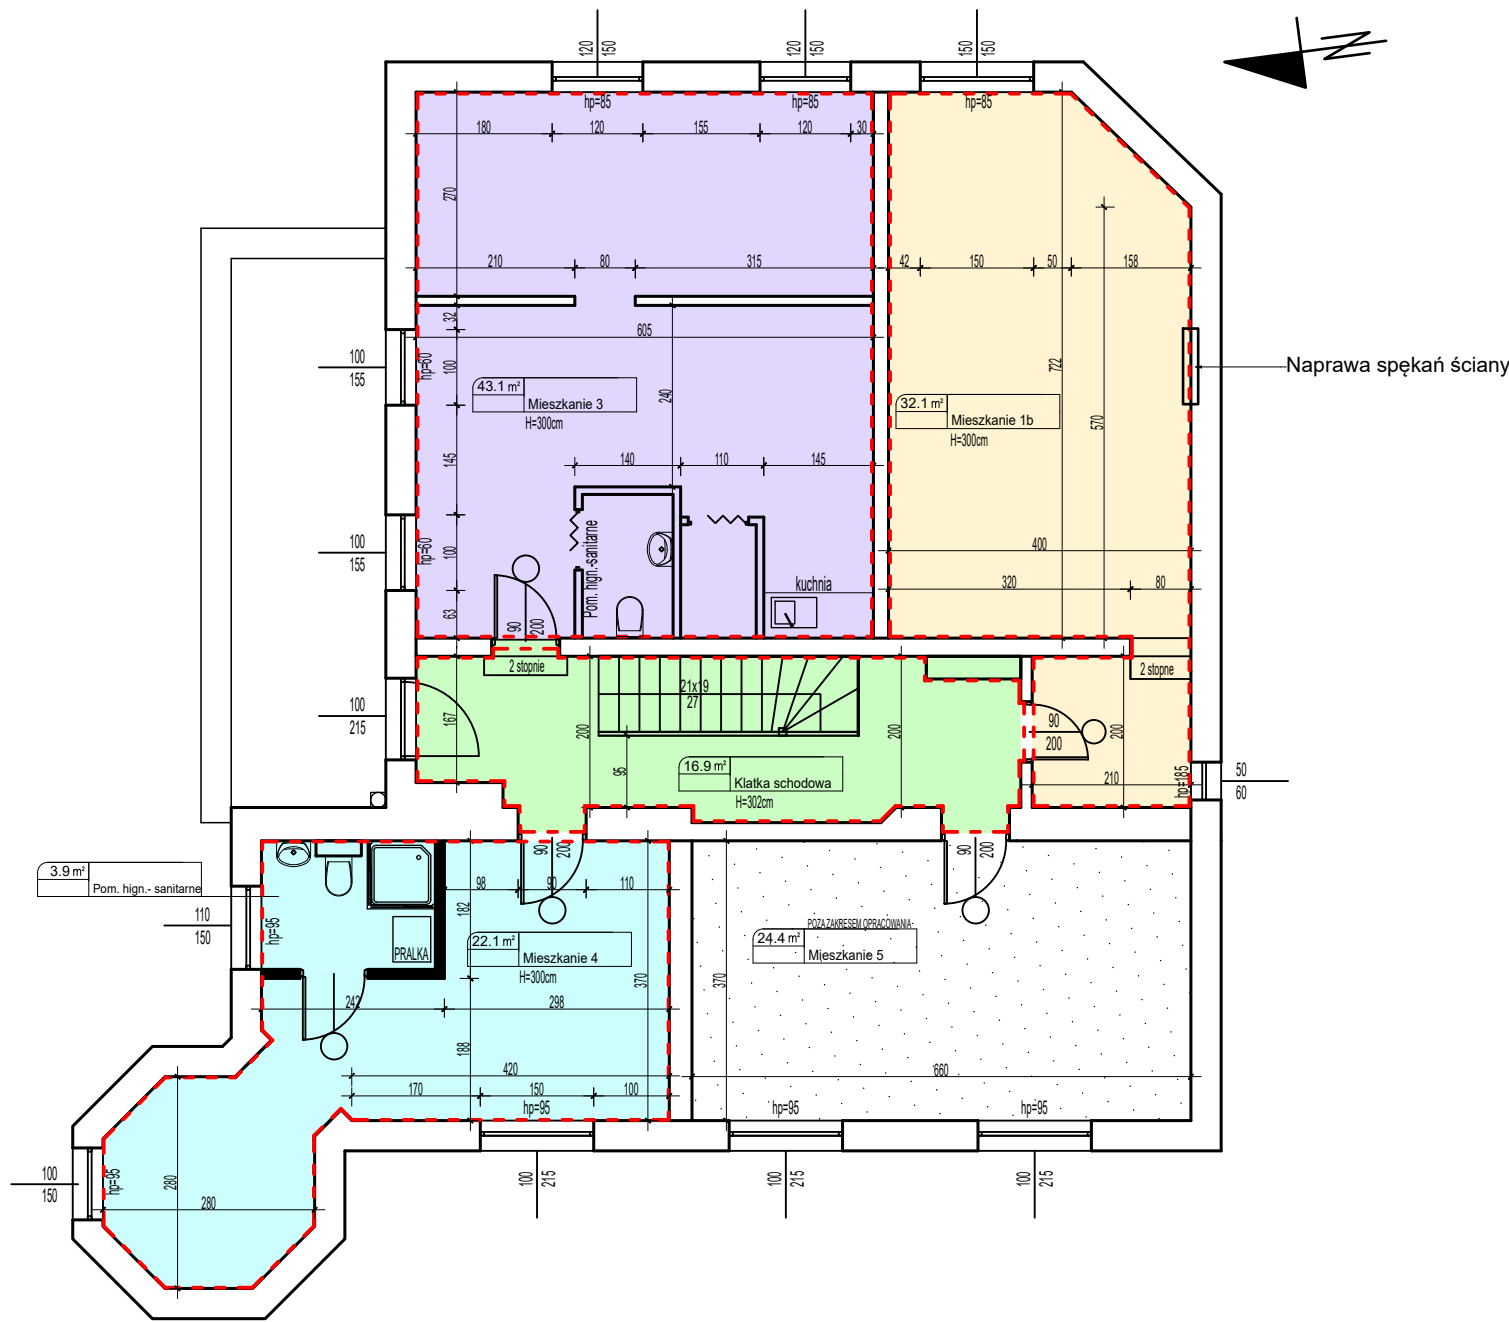 120
150
120
150
150
150
N
hp=85
hp=85
hp=85
180
120
155
120
30
270
210
80
315
42
150
50
158
32
605
722
100
155
hp=60
100
240
43.1 m²
Mieszkanie 3
H=300cm
32.1 m²
Mieszkanie 1b
H=300cm
Naprawa spękań ściany
570
145
140
110
145
100
155
hp=60
100
Pom. hign.-sanitarne
kuchnia
400
320
80
63
90
200
2 stopnie
2 stopne
21x19
27
100
215
167
200
95
200
90
200
200
210
hp=185
50
60
16.9 m²
Klatka schodowa
H=302cm
3.9 m²
Pom. hign.- sanitarne
90
200
90
200
98
90
110
182
110
150
hp=95
PRALKA
22.1 m²
Mieszkanie 4
H=300cm
370
370
POZA ZAKRESEM OPRACOWANIA
24.4 m²
Mieszkanie 5
242
298
188
420
660
170
150
100
hp=95
hp=95
hp=95
100
150
hp=95
280
280
100
215
100
215
100
215